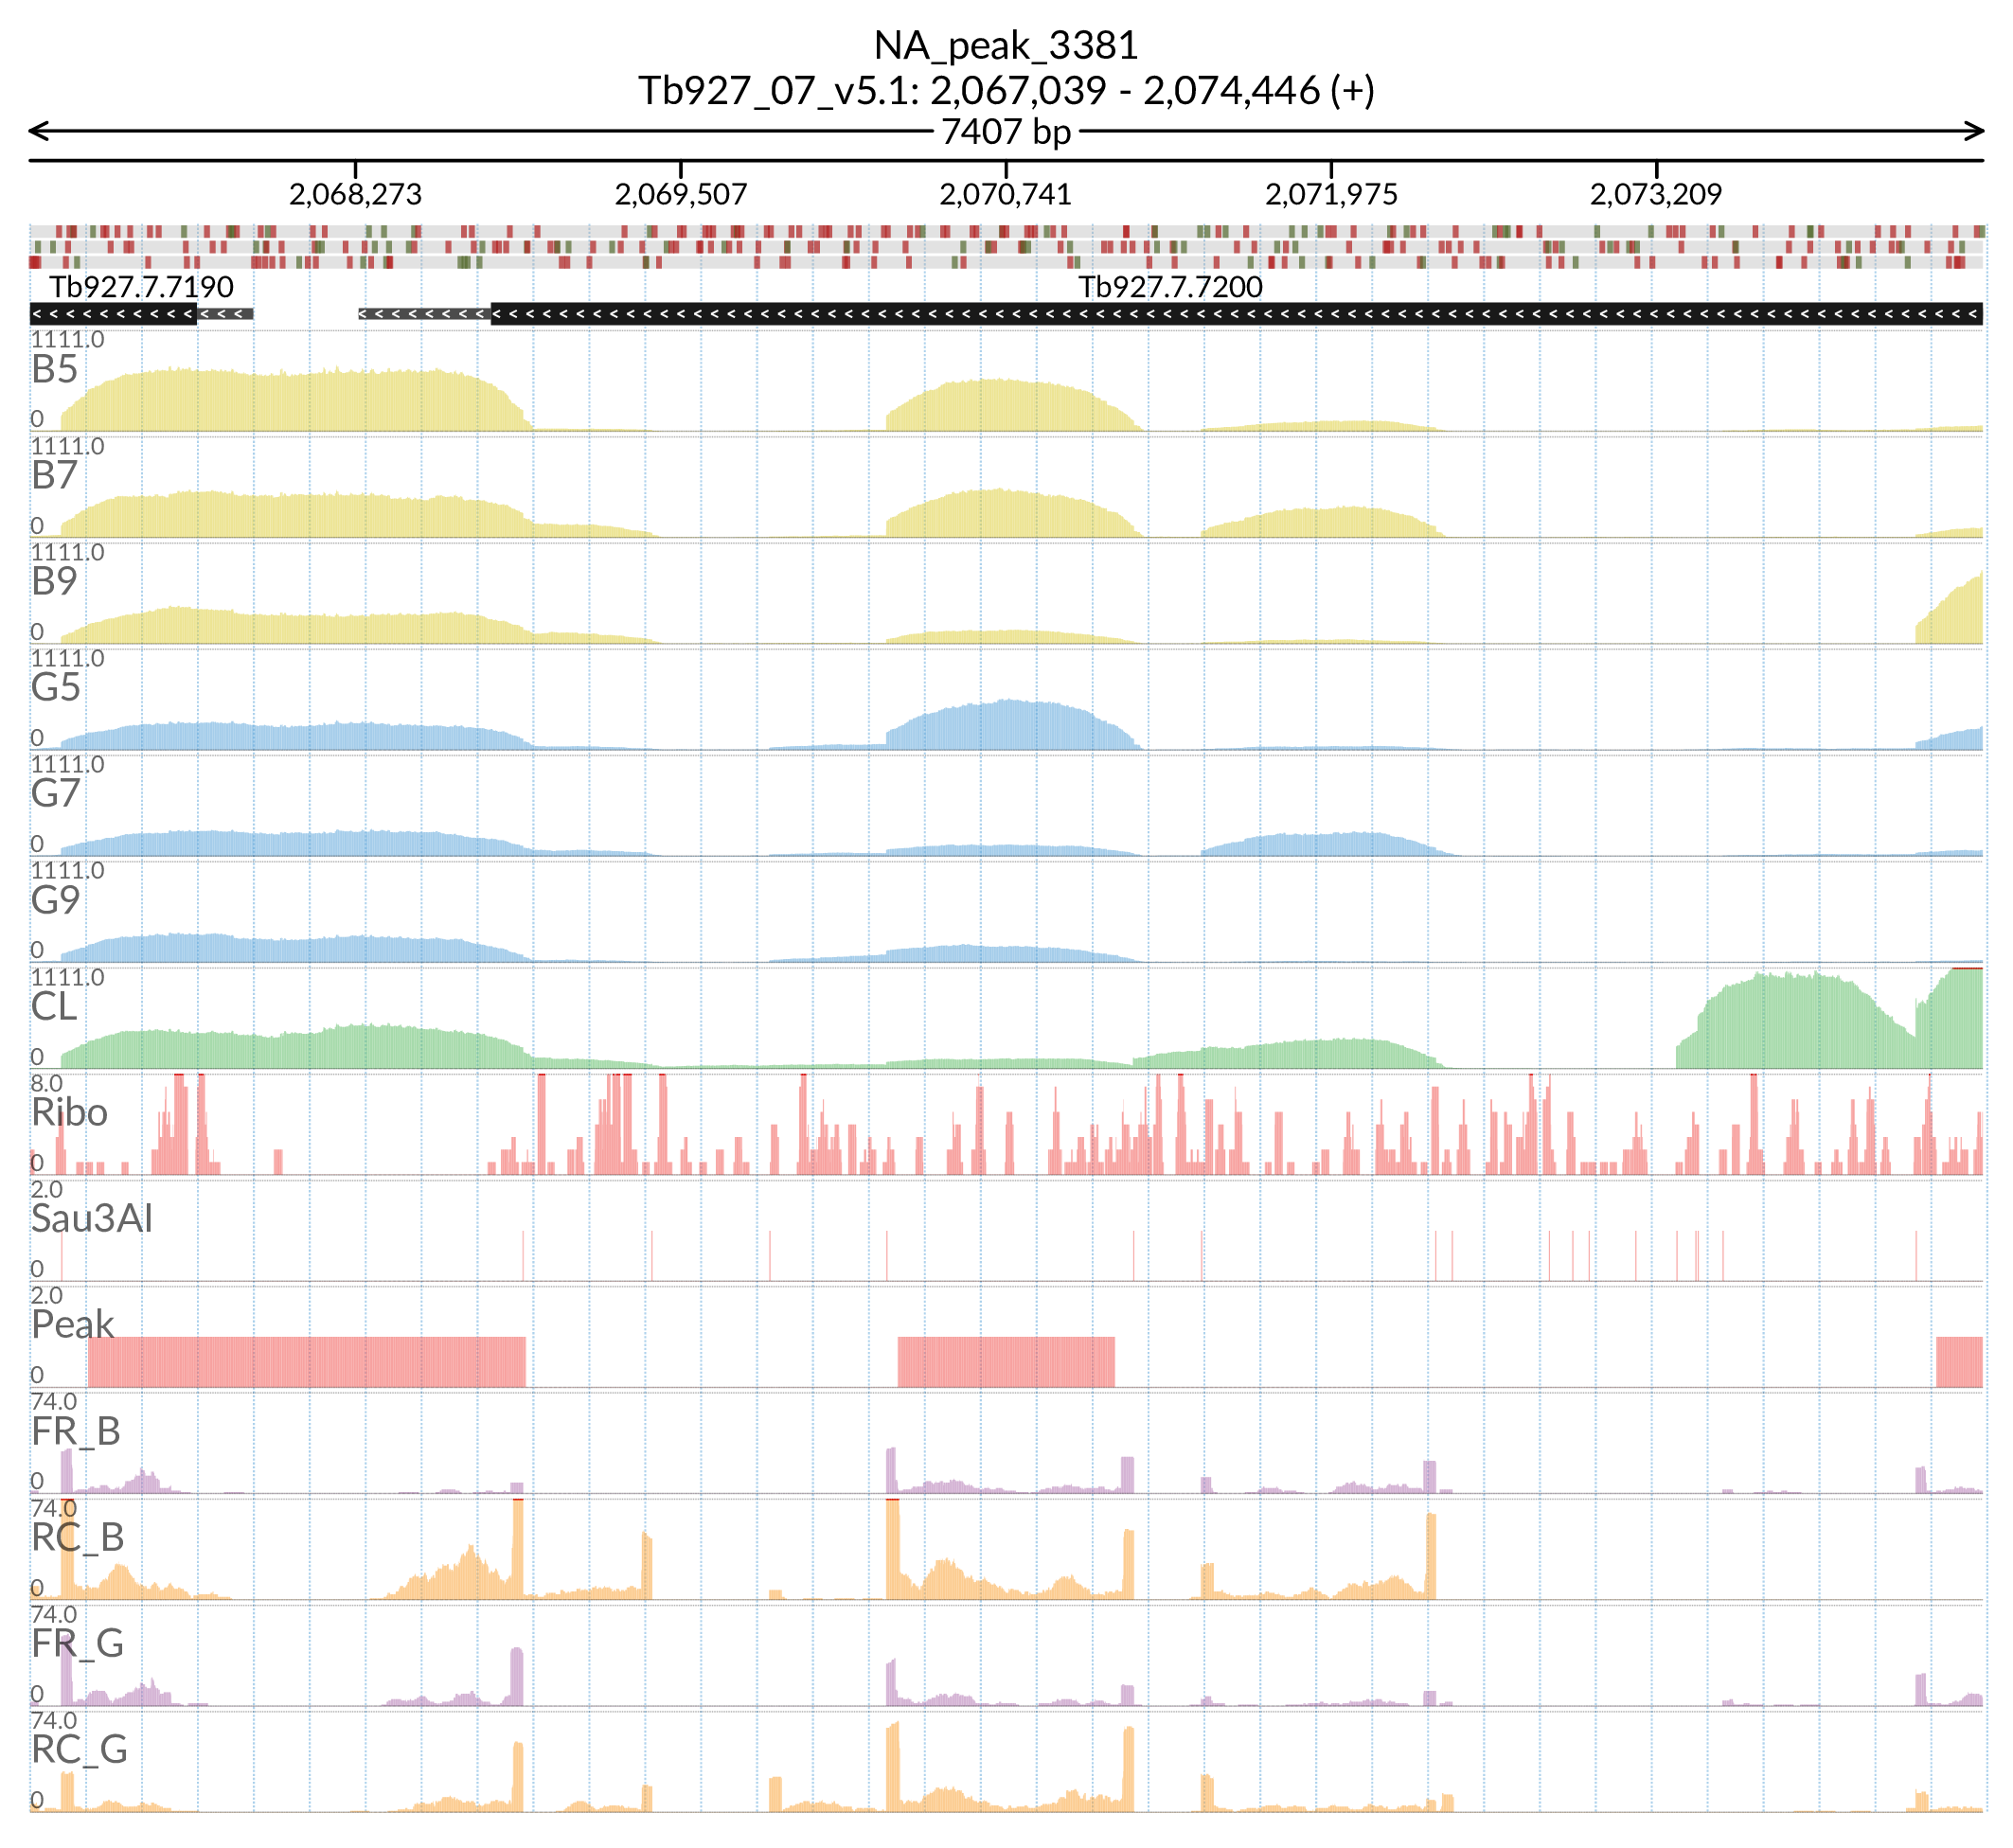 NA_peak_3381
Tb927_07_v5.1: 2,067,039 - 2,074,446 (+)
7407 bp
2,068,273 2,069,507 2,070,741 2,071,975 2,073,209
Tb927.7.7190 Tb927.7.7200
1111.0
B5
0
1111.0
B7
0
1111.0
B9
0
1111.0
G5
0
1111.0
G7
0
1111.0
G9
0
1111.0
CL
0
8.0
Ribo
0
2.0
Sau3AI
0
2.0
Peak
0
74.0
FR_B
0
74.0
RC_B
0
74.0
FR_G
0
74.0
RC_G
0